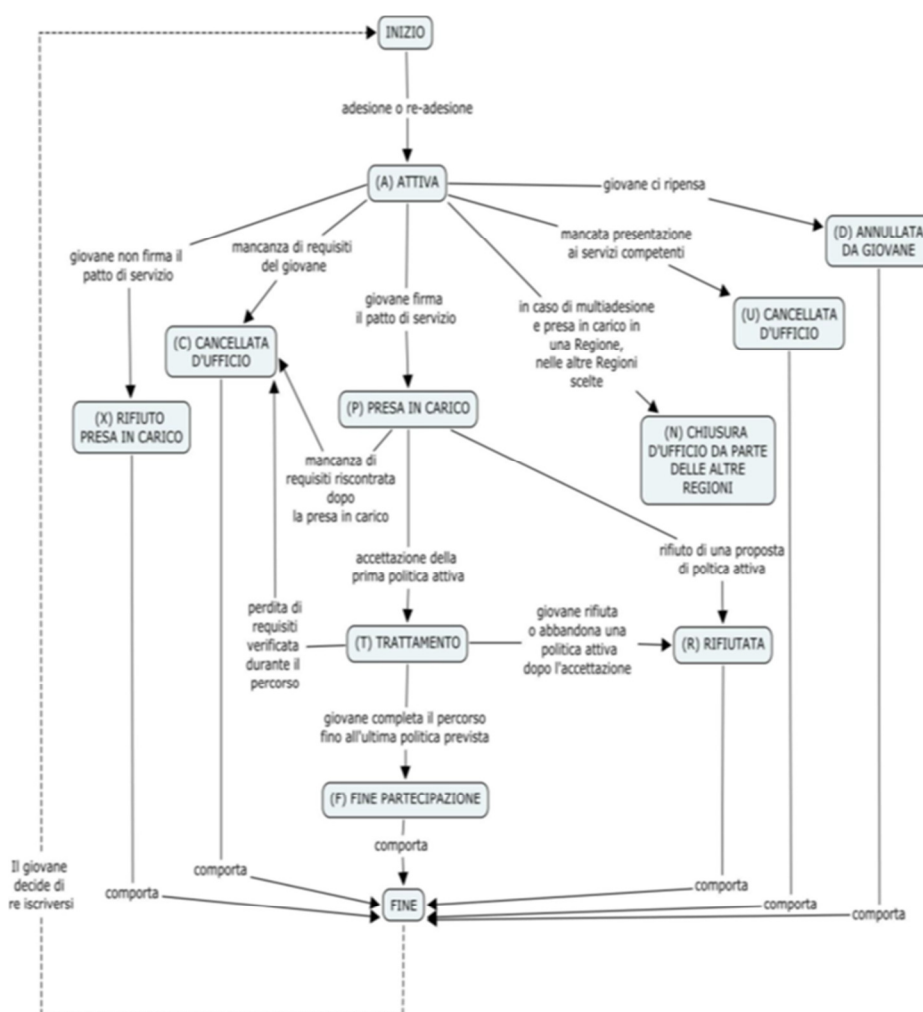 INIZIO
adesione o re-adesione
(A) ATTIVA
giovane ci ripensa
(D) ANNULLATA
DA GIOVANE
mancata presentazione
ai servizi competenti
(U) CANCELLATA
D'UFFICIO
giovane non firma il
patto di servizio
mancanza di requisiti
del giovane
giovane firma
il patto di servizio
in caso di multiadesione
e presa in carico in
una Regione,
nelle altre Regioni
scelte
(C) CANCELLATA
D'UFFICIO
(X) RIFIUTO
PRESA IN CARICO
(P) PRESA IN CARICO
(N) CHIUSURA
D'UFFICIO DA PARTE
DELLE ALTRE
REGIONI
mancanza di
requisiti riscontrata
dopo
la presa in carico
accettazione della
prima politica attiva
rifiuto di una proposta
di poltica attiva
perdita di
requisiti
verificata
durante il
percorso
(T) TRATTAMENTO
giovane rifiuta
o abbandona una
politica attiva
dopo l'accettazione
(R) RIFIUTATA
giovane completa il percorso
fino all'ultima politica prevista
(F) FINE PARTECIPAZIONE
comporta
Il giovane
decide di
re iscriversi
comporta
comporta
FINE
comporta
comporta
comporta